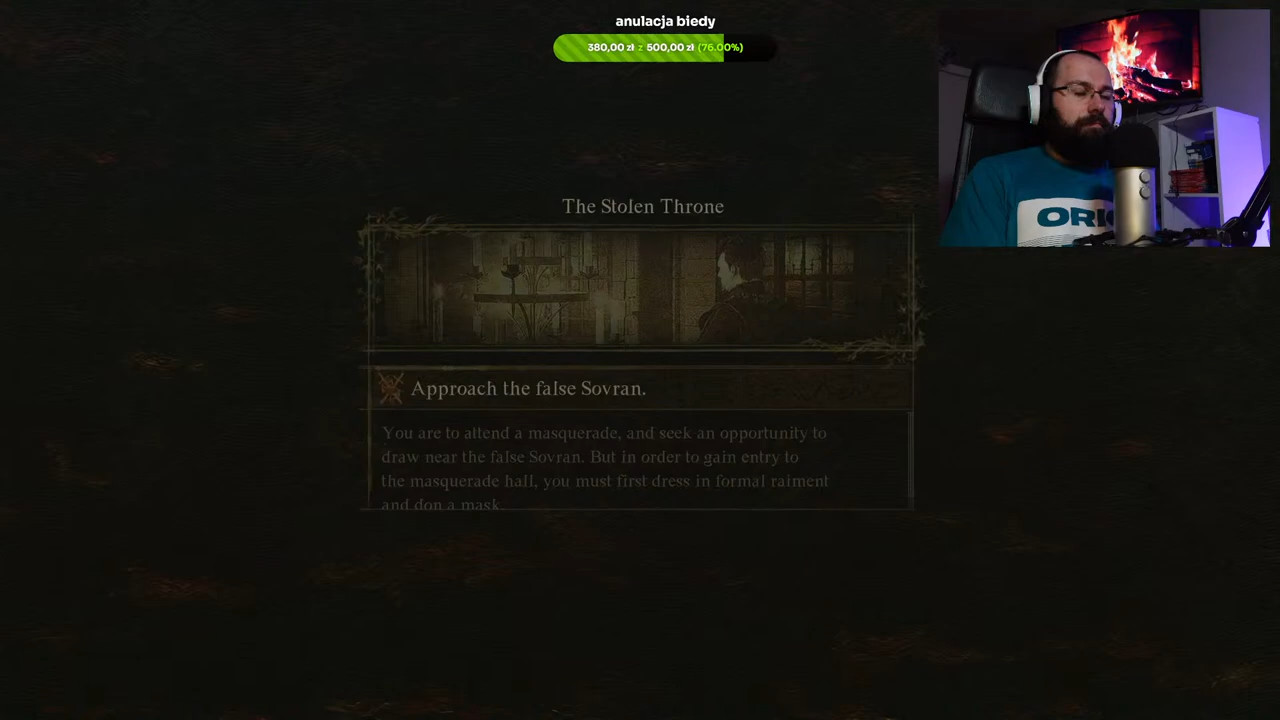 anulacja biedy
380,00 zł z 500,00 zł (76.00%)
ORI
The Stolen Throne
Approach the false Sovran.
You are to attend a masquerade, and seek an opportunity to
draw near the false Sovran. But in order to gain entry to
the masquerade hall, you must first dress in formal raiment
and don a mask.